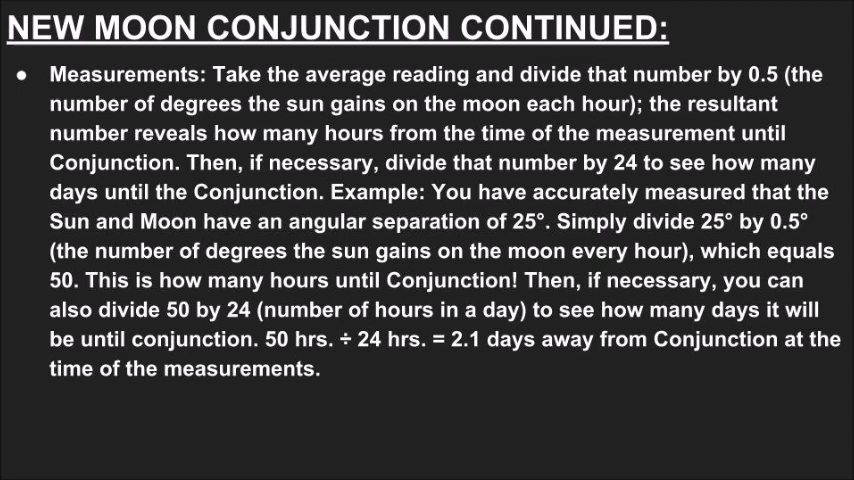 NEW MOON CONJUNCTION CONTINUED:
● Measurements: Take the average reading and divide that number by 0.5 (the
number of degrees the sun gains on the moon each hour); the resultant
number reveals how many hours from the time of the measurement until
Conjunction. Then, if necessary, divide that number by 24 to see how many
days until the Conjunction. Example: You have accurately measured that the
Sun and Moon have an angular separation of 25°. Simply divide 25° by 0.5°
(the number of degrees the sun gains on the moon every hour), which equals
50. This is how many hours until Conjunction! Then, if necessary, you can
also divide 50 by 24 (number of hours in a day) to see how many days it will
be until conjunction. 50 hrs. ÷ 24 hrs. = 2.1 days away from Conjunction at the
time of the measurements.